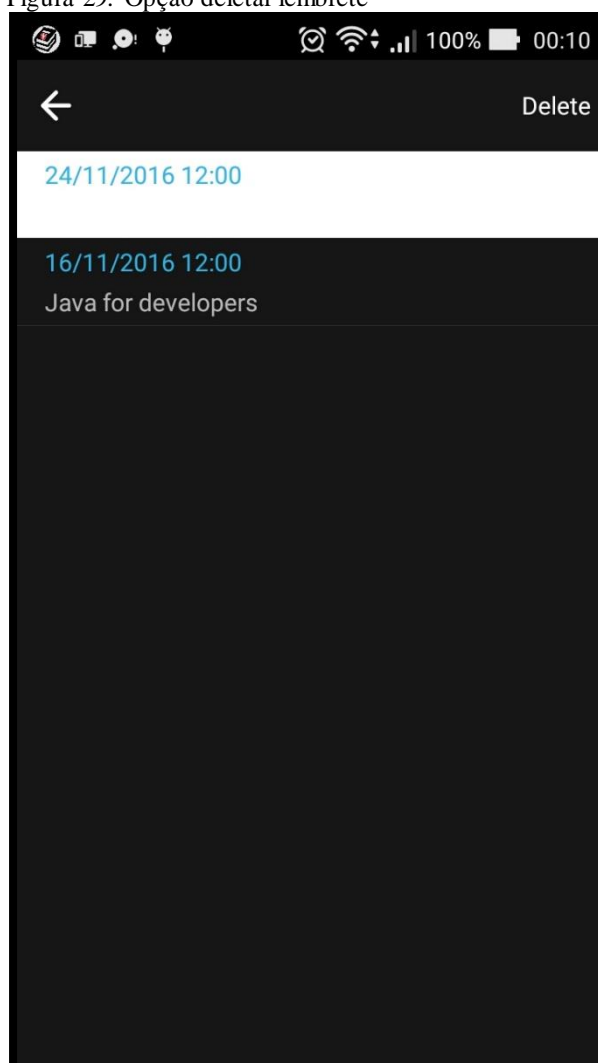 Figura 29: Opção deletar lembrete
100% 00:10
Delete
24/11/2016 12:00
16/11/2016 12:00
Java for developers